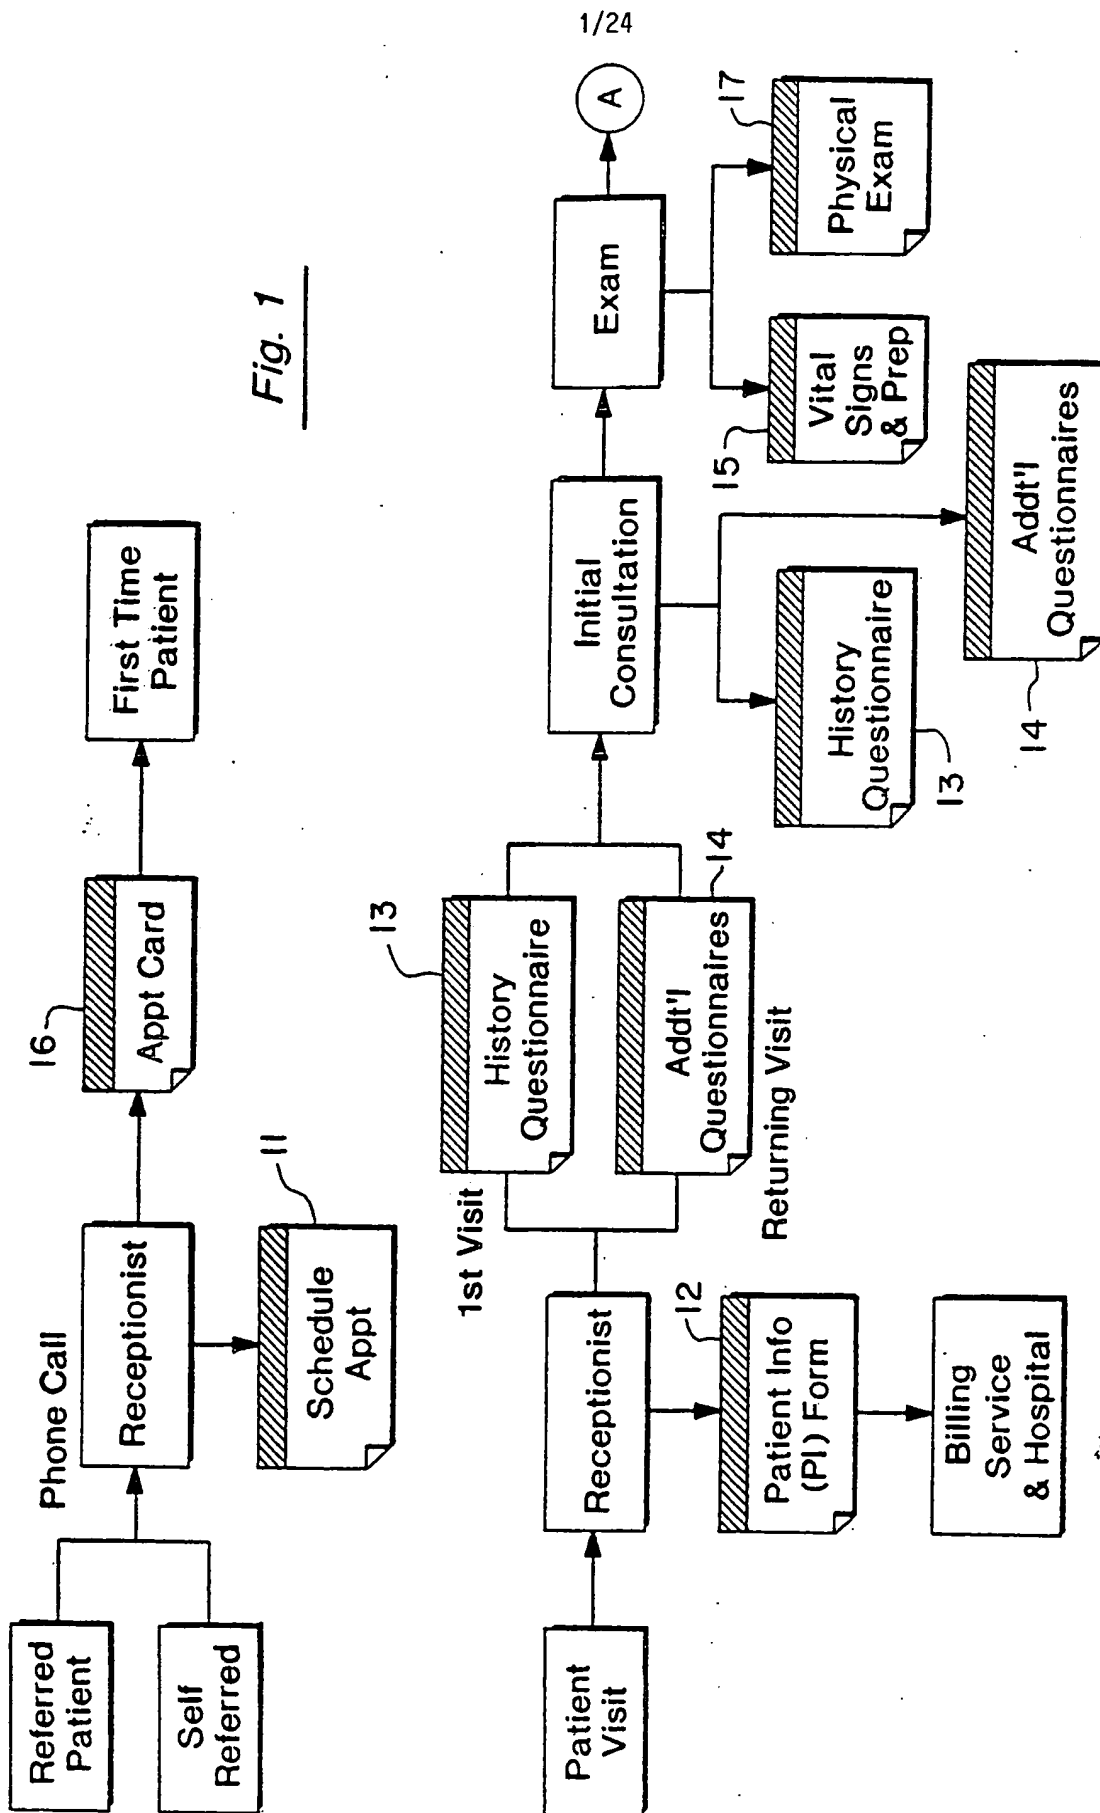 1/24
Fig. 1
Referred
Patient
Self
Referred
Phone Call
Receptionist
11
Schedule
Appt
16
Appt Card
First Time
Patient
Patient
Visit
Receptionist
12
Patient Info
(PI) Form
Billing
Service
& Hospital
1st Visit
13
History
Questionnaire
14
Addt'l
Questionnaires
Returning Visit
Initial
Consultation
History
Questionnaire
13
Addt'l
Questionnaires
14
Exam
15
Vital
Signs
& Prep
17
Physical
Exam
A